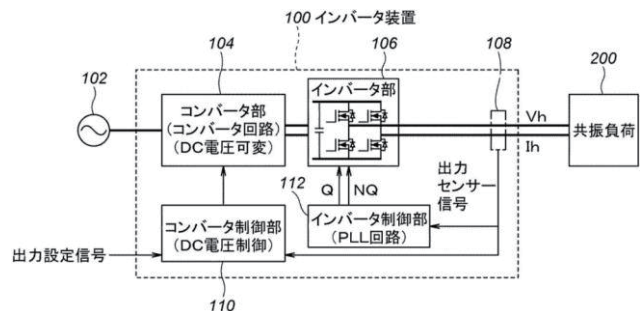 100 インバータ装置
104
106
108
200
102
コンバータ部
(コンバータ回路)
(DC電圧可変)
インバータ部
Vh
Ih
共振負荷
出力
センサー
信号
Q
NQ
112
コンバータ制御部
(DC電圧制御)
インバータ制御部
(PLL回路)
出力設定信号
110